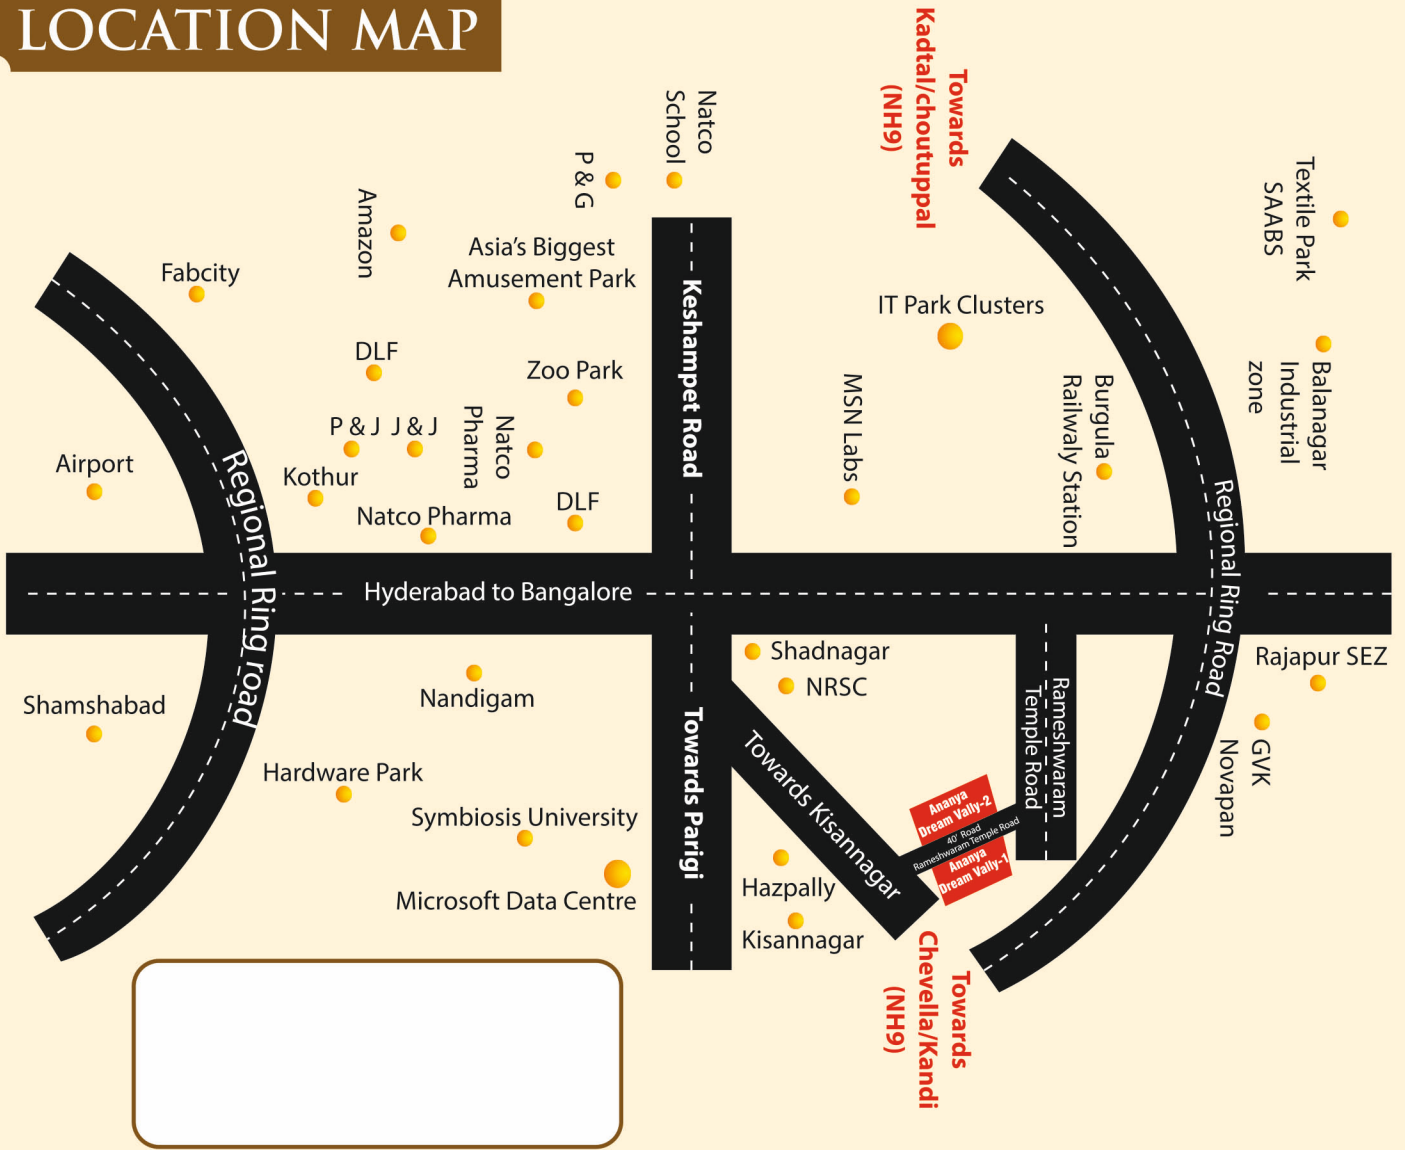 LOCATION MAP
Towards
Kadtal/choutuppal
(NH9)
Natco
School
P & G
Amazon
Asia's Biggest
Amusement Park
Fabcity
Textile Park
SAABS
IT Park Clusters
Keshampet Road
DLF
Zoo Park
MSN Labs
Burgula
Railwaly Station
Balanagar
Industrial
zone
P & J
J & J
Natco
Pharma
Airport
Kothur
Natco Pharma
DLF
Regional Ring road
Hyderabad to Bangalore
Regional Ring Road
Shadnagar
NRSC
Rajapur SEZ
Nandigam
Shamshabad
Towards Parigi
Towards Kisannagar
Rameshwaram
Temple Road
GVK
Novapan
Hardware Park
Symbiosis University
Microsoft Data Centre
Ananya
Dream Vally-2
40' Road
Rameshwaram Temple Road
Ananya
Dream Vally-1
Hazpally
Kisannagar
Towards
Chevella/Kandi
(NH9)